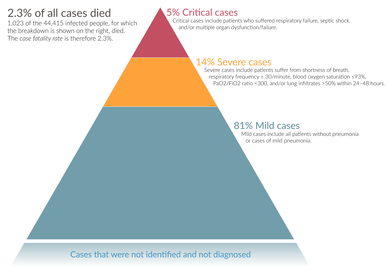 2.3% of all cases died
1,023 of the 44,415 infected people, for which
the breakdown is shown on the right, died.
The case fatality rate is therefore 2.3%.
5% Critical cases
Critical cases include patients who suffered respiratory failure, septic shock,
and/or multiple organ dysfunction/failure.
14% Severe cases
Severe cases include patients suffer from shortness of breath,
respiratory frequency ≥ 30/minute, blood oxygen saturation ≤93%,
PaO2/FiO2 ratio <300, and/or lung infiltrates >50% within 24–48 hours.
81% Mild cases
Mild cases include all patients without pneumonia
or cases of mild pneumonia.
Cases that were not identified and not diagnosed